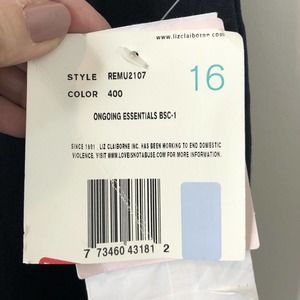 www.lizclaiborne.com
STYLE REMU2107
16
COLOR 400
ONGOING ESSENTIALS BSC-1
SINCE 1991, LIZ CLAIBORNE INC. HAS BEEN WORKING TO END DOMESTIC
VIOLENCE. VISIT WWW.LOVEISNOTABUSE.COM FOR MORE INFORMATION.
7 73460 43181 2